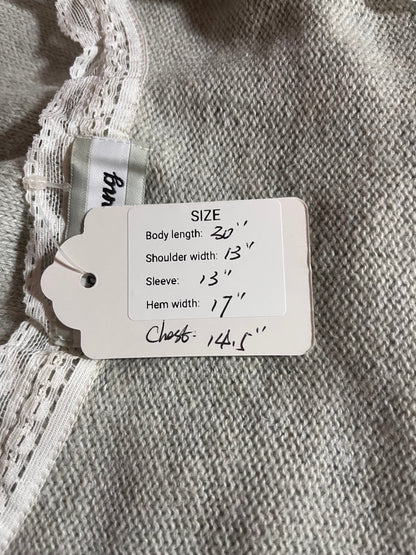 SIZE
Body length: 30"
Shoulder width: 13"
Sleeve: 13"
Hem width: 17"
Chest: 14.5"